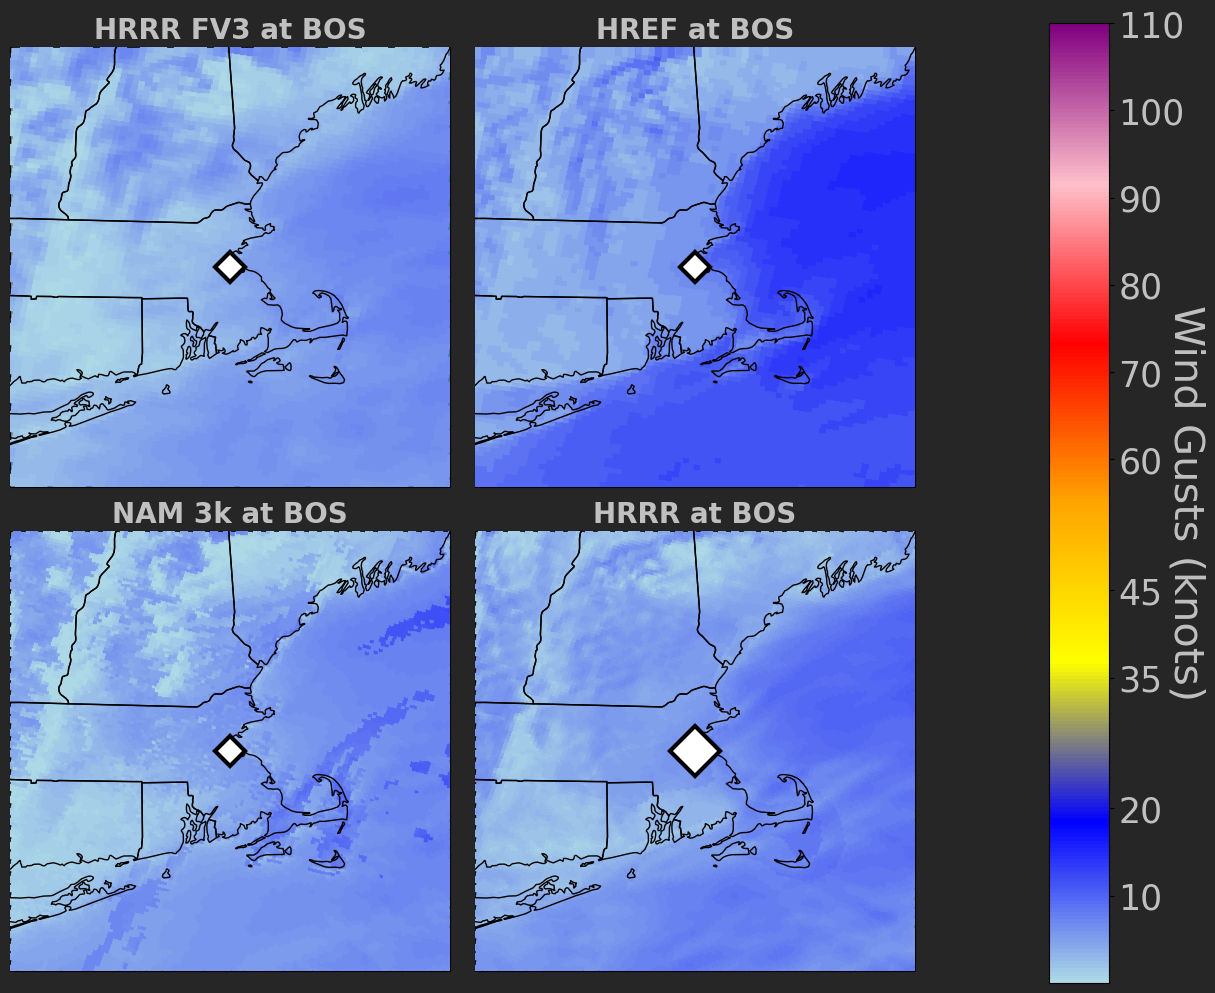 HRRR FV3 at BOS
HREF at BOS
NAM 3k at BOS
HRRR at BOS
110
100
90
80
70
60
45
35
20
10
Wind Gusts (knots)